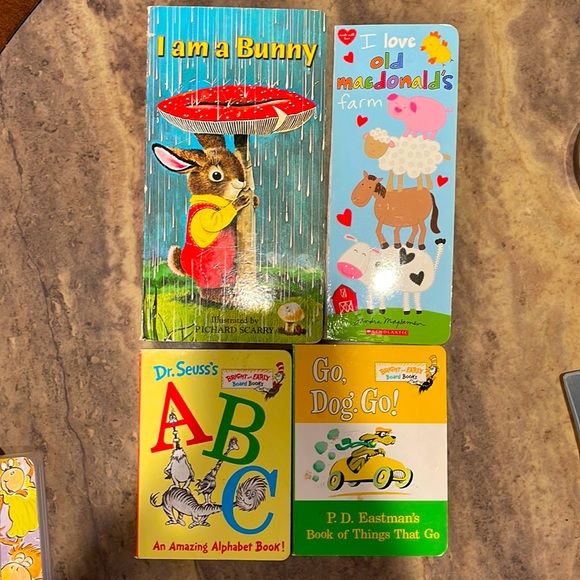 I am a Bunny
Illustrated by
RICHARD SCARRY
I love
old
macdonald's
farm
SCHOLASTIC
Dr. Seuss's
BRIGHT and EARLY
Board Books
A
B
C
An Amazing Alphabet Book!
Go,
Dog. Go!
BRIGHT and EARLY
Board Books
P. D. Eastman's
Book of Things That Go